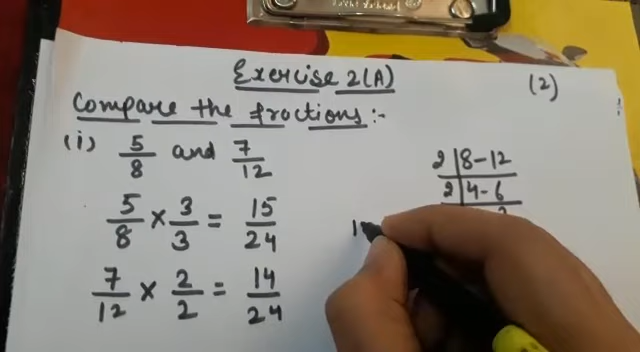 Exercise 2(A)
(2)
Compare the fractions:-
(i) 5/8 and 7/12
5/8 × 3/3 = 15/24
7/12 × 2/2 = 14/24
2 | 8 - 12
2 | 4 - 6